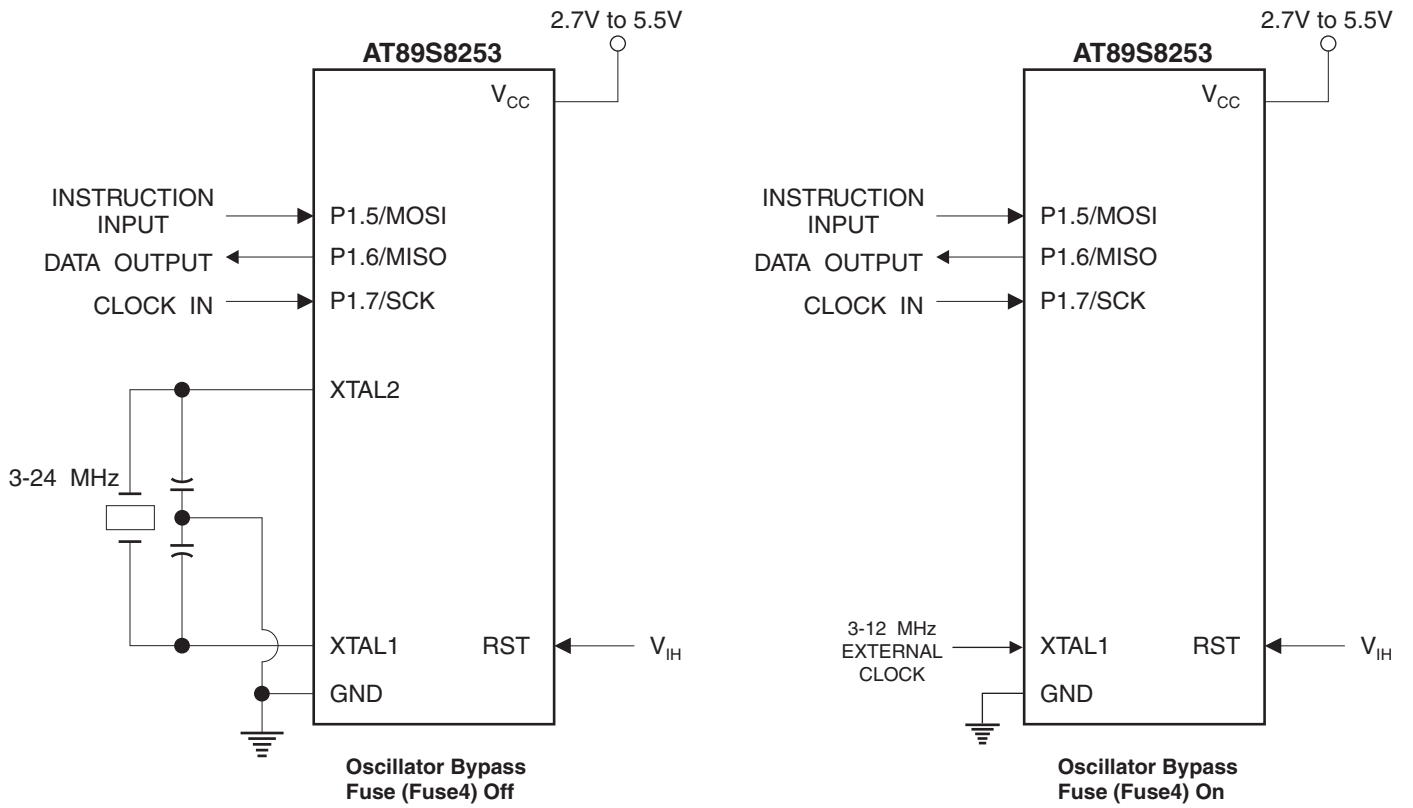 2.7V to 5.5V
AT89S8253
VCC
INSTRUCTION
INPUT
P1.5/MOSI
DATA OUTPUT
P1.6/MISO
CLOCK IN
P1.7/SCK
XTAL2
3-24 MHz
XTAL1
RST
VIH
GND
Oscillator Bypass
Fuse (Fuse4) Off
2.7V to 5.5V
AT89S8253
VCC
INSTRUCTION
INPUT
P1.5/MOSI
DATA OUTPUT
P1.6/MISO
CLOCK IN
P1.7/SCK
3-12 MHz
EXTERNAL
CLOCK
XTAL1
RST
VIH
GND
Oscillator Bypass
Fuse (Fuse4) On